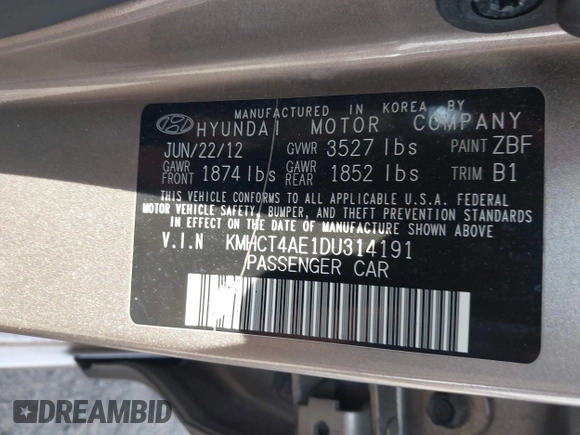 MANUFACTURED IN KOREA BY
HYUNDAI MOTOR COMPANY
JUN/22/12 GVWR 3527 lbs PAINT ZBF
GAWR FRONT 1874 lbs GAWR REAR 1852 lbs TRIM B1
THIS VEHICLE CONFORMS TO ALL APPLICABLE U.S.A. FEDERAL
MOTOR VEHICLE SAFETY, BUMPER, AND THEFT PREVENTION STANDARDS
IN EFFECT ON THE DATE OF MANUFACTURE SHOWN ABOVE
V.I.N KMHCT4AE1DU314191
PASSENGER CAR
DREAMBID